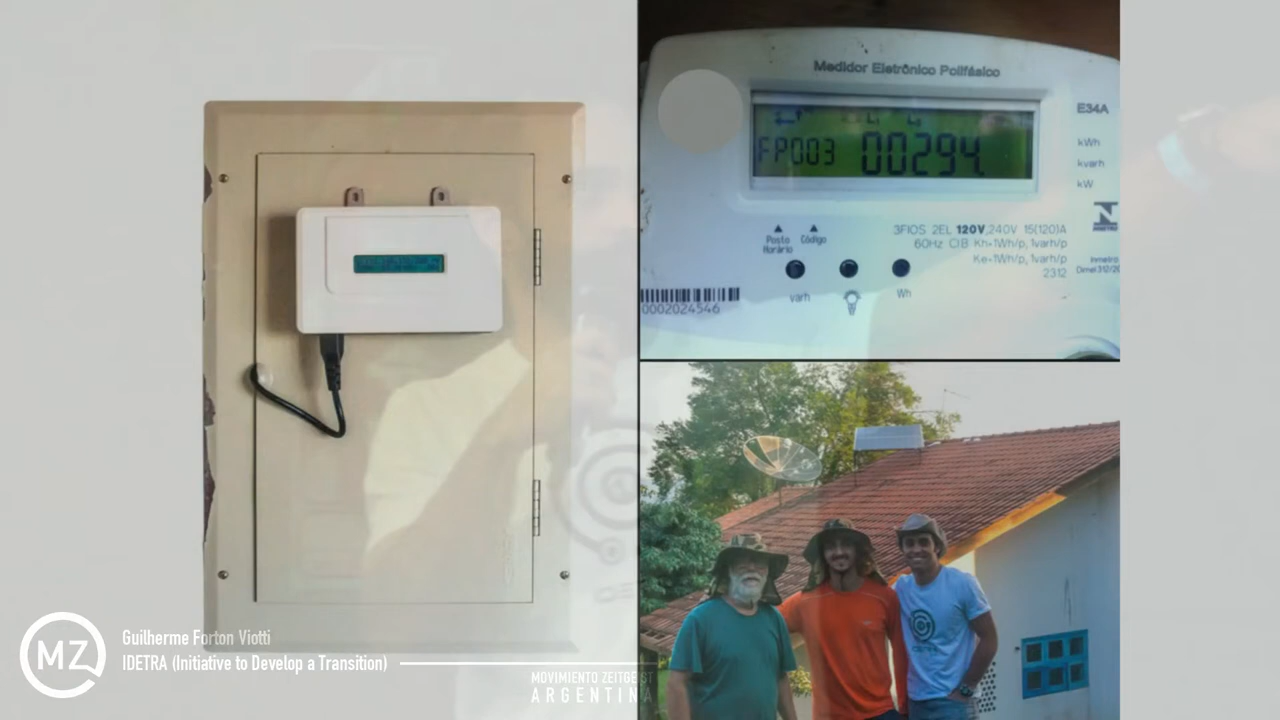 Medidor Eletrônico Polifásico
E34A
FP003 00294
kWh
kvarh
kW
3FIOS 2EL 120V,240V 15(120)A
60Hz CIB Kh=1Wh/p, 1varh/p
Ke=1Wh/p, 1varh/p
2312
Posto
Horário
Código
varh
Wh
0002024546
Inmetro
MZ
Guilherme Forton Viotti
IDETRA (Initiative to Develop a Transition)
MOVIMIENTO ZEITGEIST
ARGENTINA